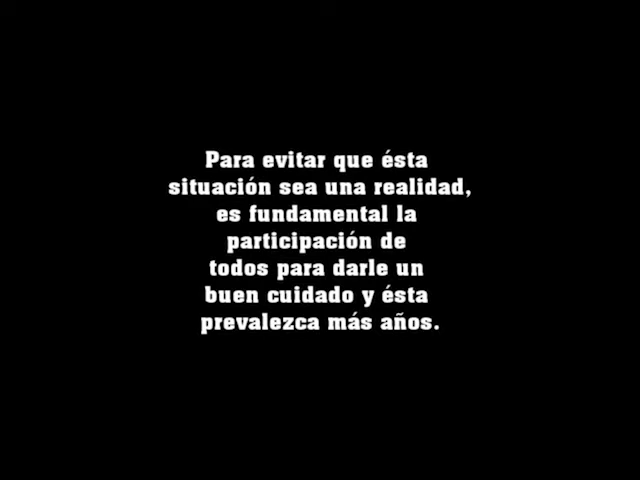 Para evitar que ésta
situación sea una realidad,
es fundamental la
participación de
todos para darle un
buen cuidado y ésta
prevalezca más años.